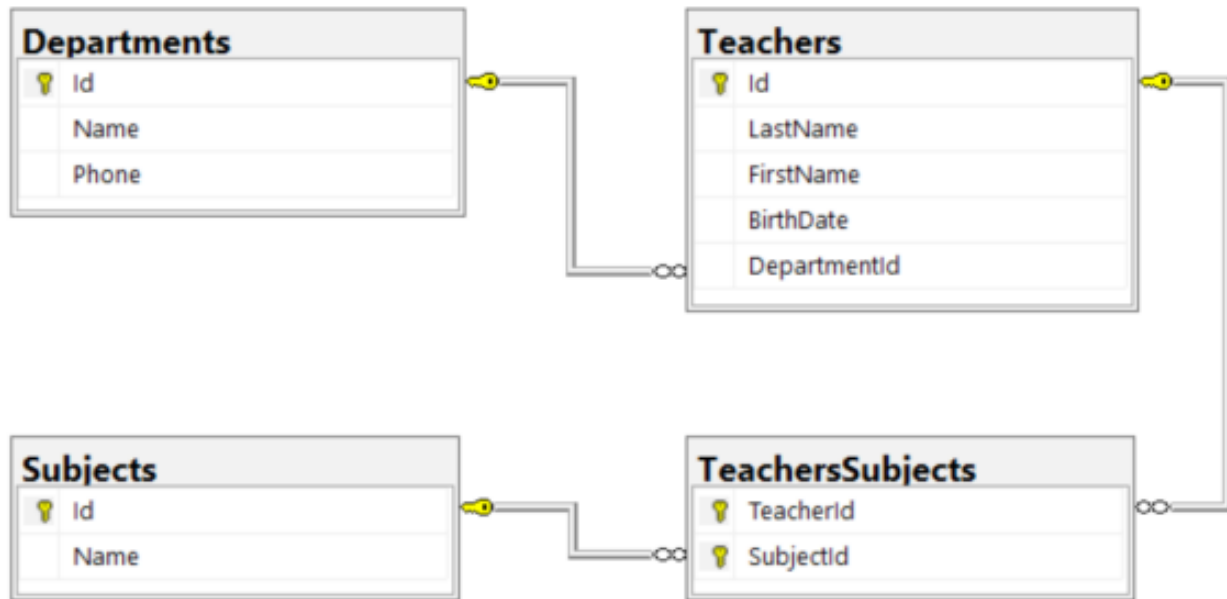 Departments
Id
Name
Phone
Teachers
Id
LastName
FirstName
BirthDate
DepartmentId
Subjects
Id
Name
TeachersSubjects
TeacherId
SubjectId